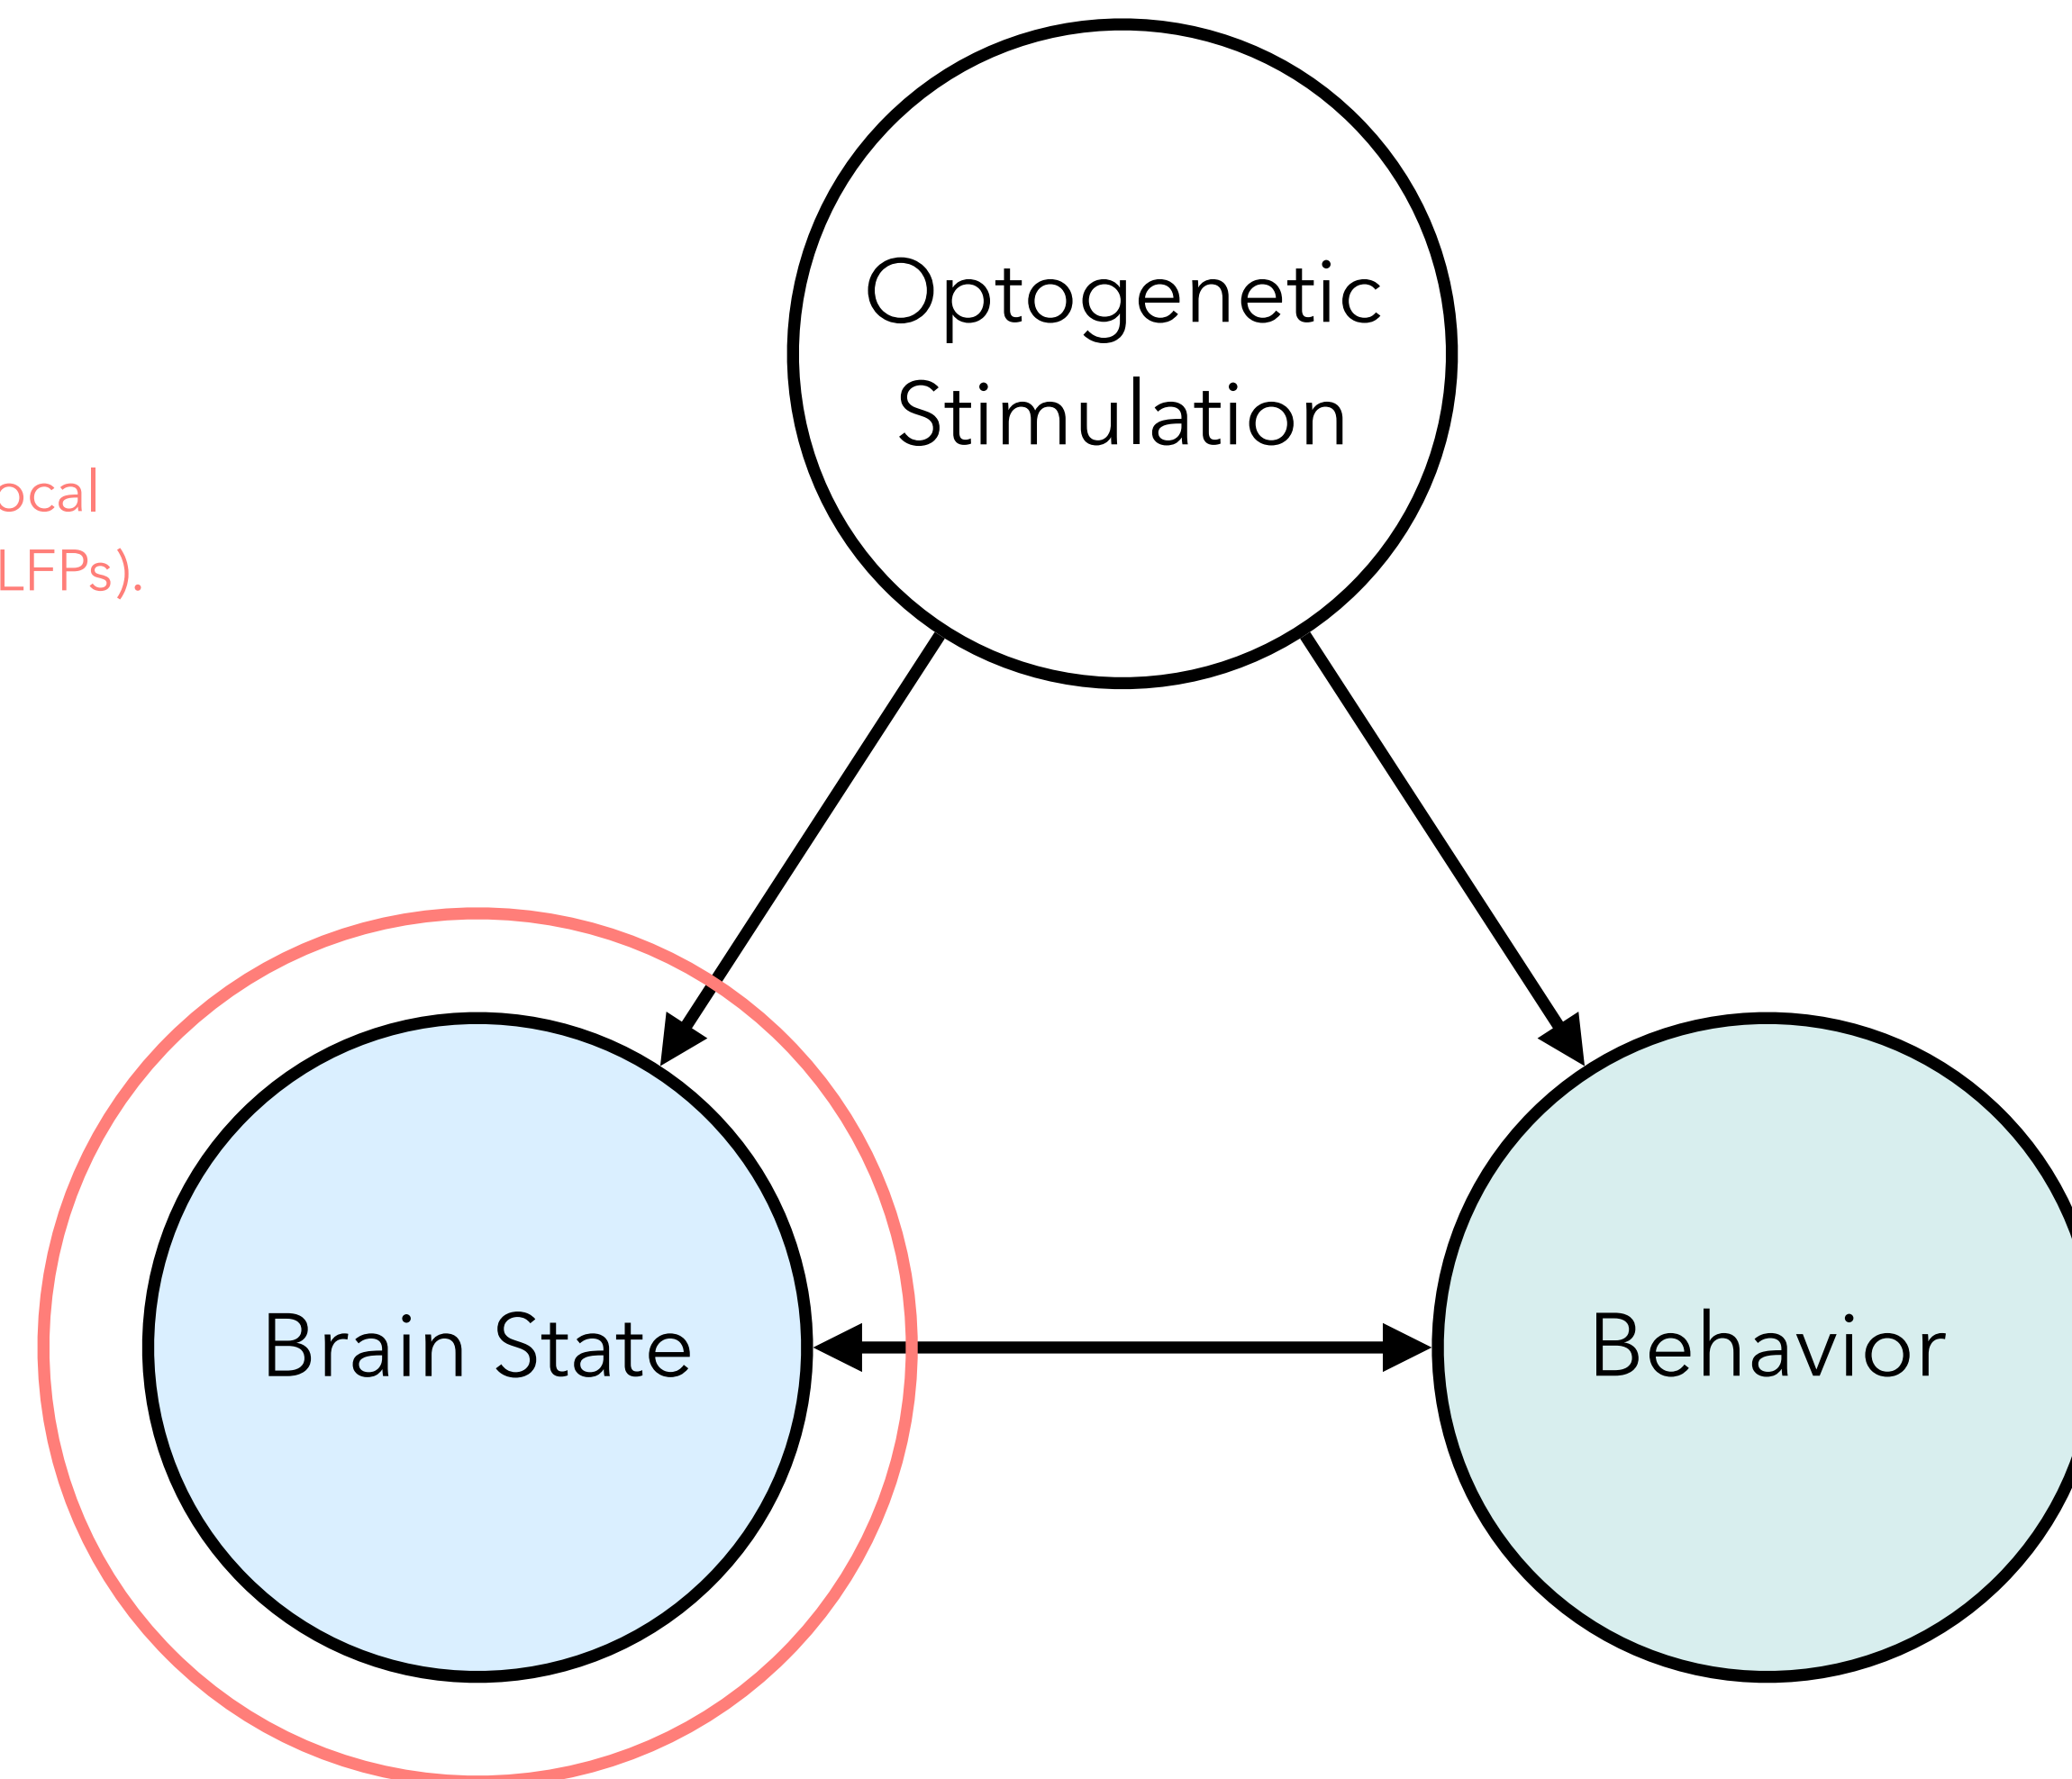 Optogenetic
Stimulation
ocal
LFPs).
Brain State
Behavior